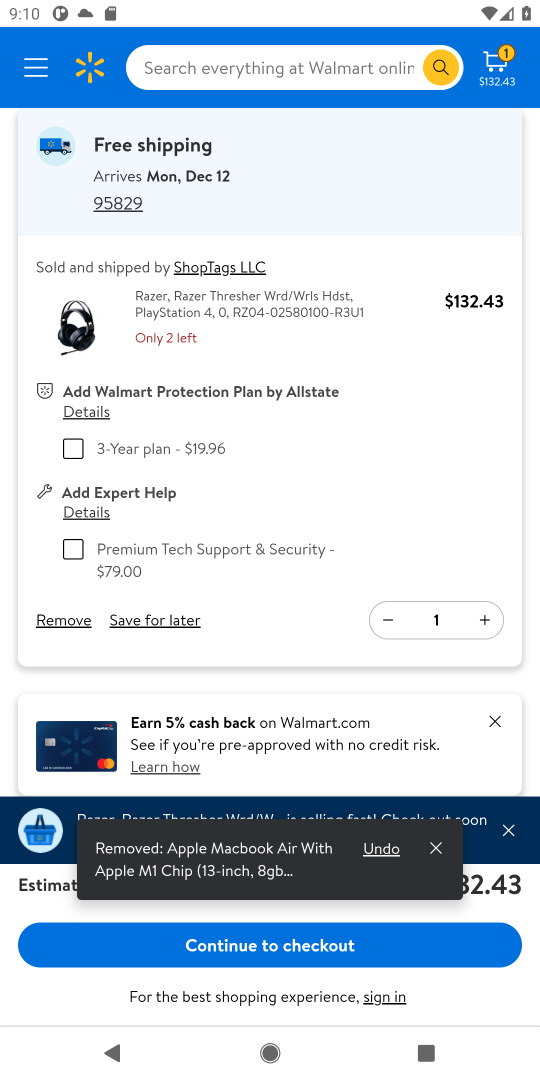 9:10
Search everything at Walmart onlin
1
$132.43
Free shipping
Arrives Mon, Dec 12
95829
Sold and shipped by ShopTags LLC
Razor, Razer Thresher Wrd/Wrls Hdst,
PlayStation 4, 0, RZ04-02580100-R3U1
$132.43
Only 2 left
Add Walmart Protection Plan by Allstate
Details
3-Year plan - $19.96
Add Expert Help
Details
Premium Tech Support & Security -
$79.00
Remove
Save for later
1
Earn 5% cash back on Walmart.com
See if you're pre-approved with no credit risk.
Learn how
Razer, Razer Thresher Wrd/W... is selling fast! Check out soon
Removed: Apple Macbook Air With
Apple M1 Chip (13-inch, 8gb...
Undo
Estimat
32.43
Continue to checkout
For the best shopping experience, sign in